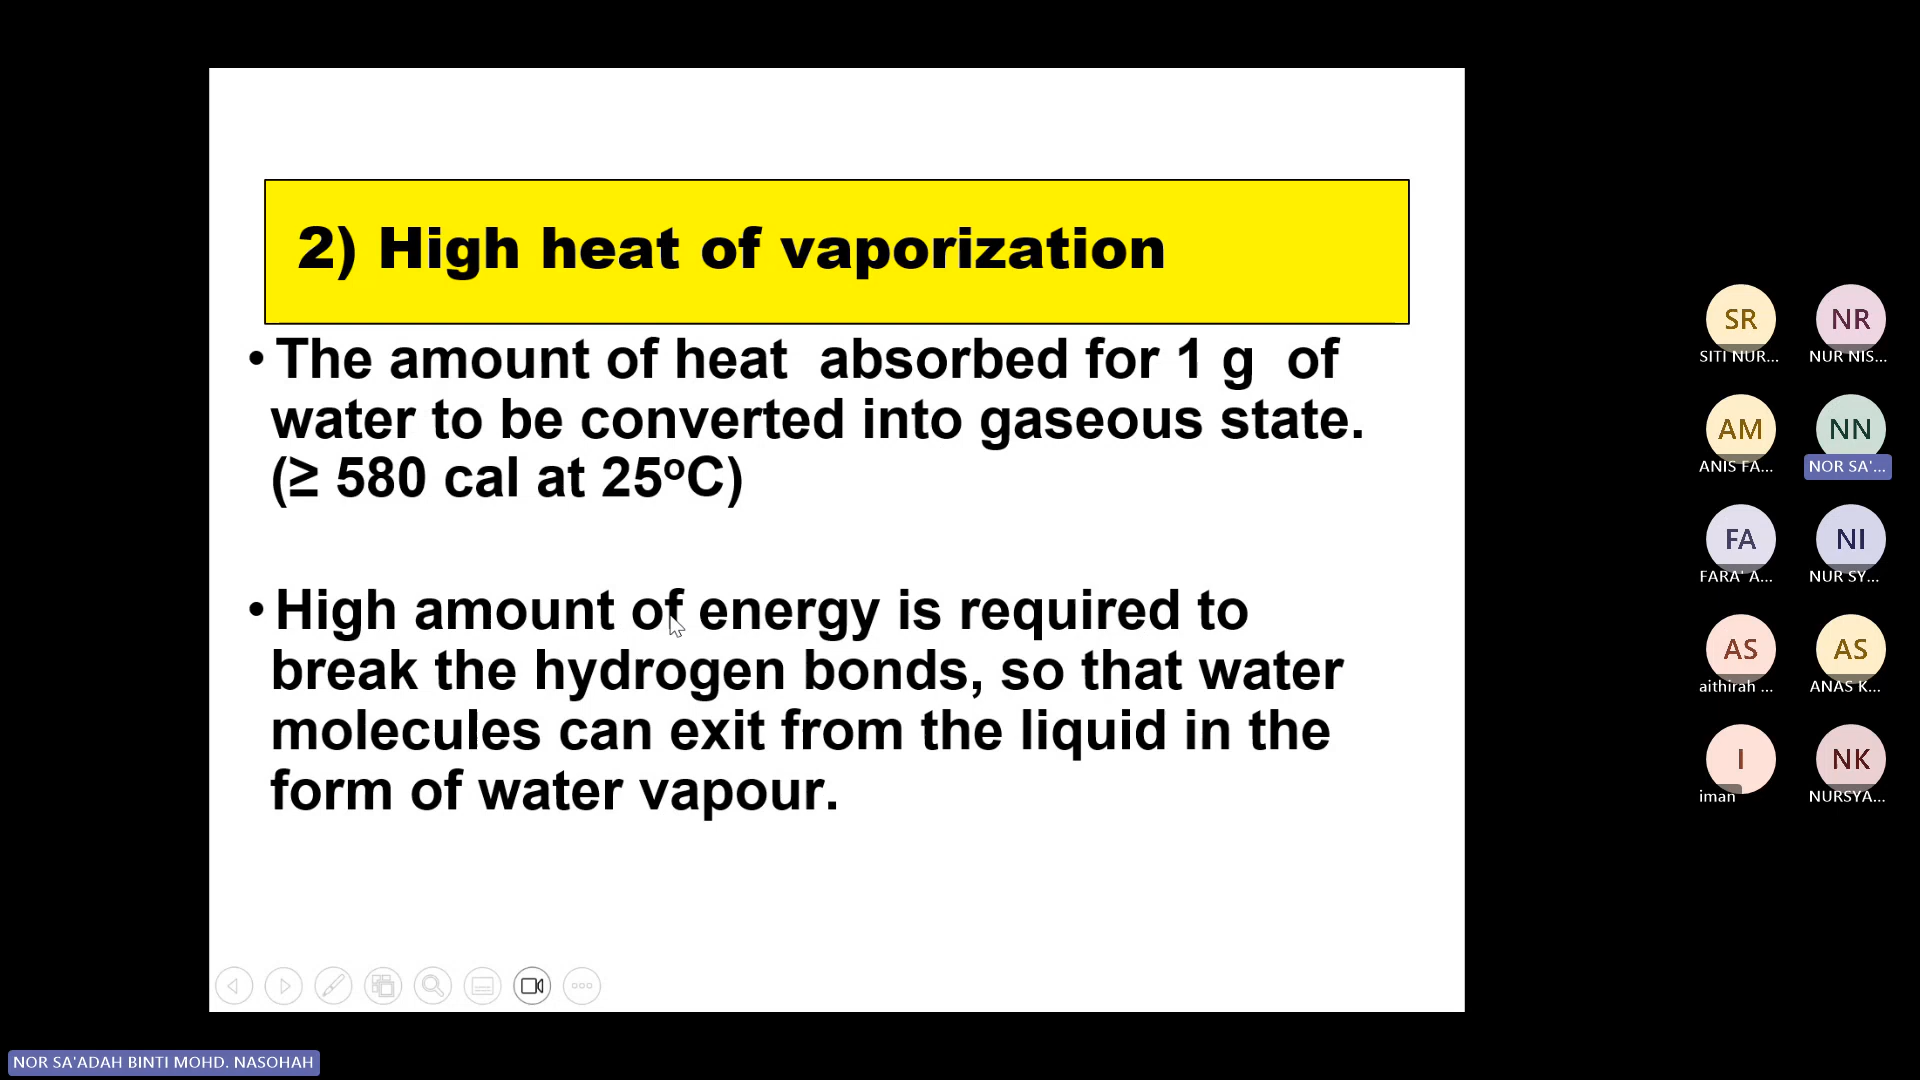 2) High heat of vaporization
• The amount of heat absorbed for 1 g of
water to be converted into gaseous state.
(≥ 580 cal at 25ºC)
• High amount of energy is required to
break the hydrogen bonds, so that water
molecules can exit from the liquid in the
form of water vapour.
SR
NR
SITI NUR...
NUR NIS...
AM
NN
ANIS FA...
NOR SA'...
FA
NI
FARA' A...
NUR SY...
AS
AS
aithirah ...
ANAS K...
I
NK
iman
NURSYA...
NOR SA'ADAH BINTI MOHD. NASOHAH